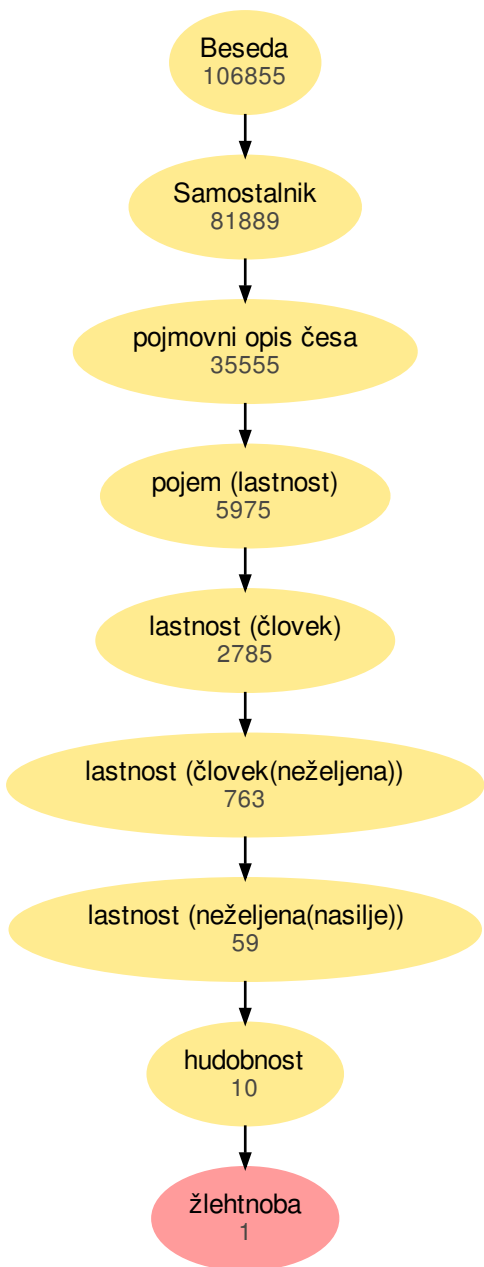 Beseda
106855
Samostalnik
81889
pojmovni opis česa
35555
pojem (lastnost)
5975
lastnost (človek)
2785
lastnost (človek(neželjena))
763
lastnost (neželjena(nasilje))
59
hudobnost
10
žlehtnoba
1